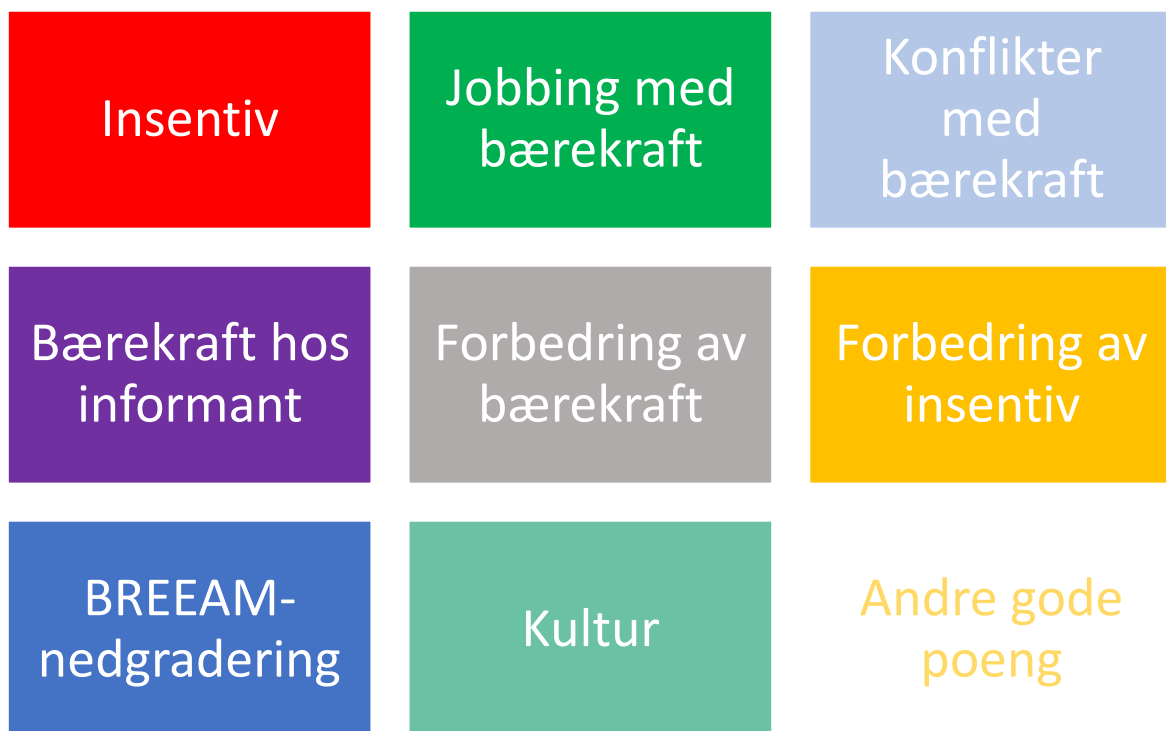 Insentiv
Jobbing med
bærekraft
Konflikter
med
bærekraft
Bærekraft hos
informant
Forbedring av
bærekraft
Forbedring av
insentiv
BREEAM-
nedgradering
Kultur
Andre gode
poeng